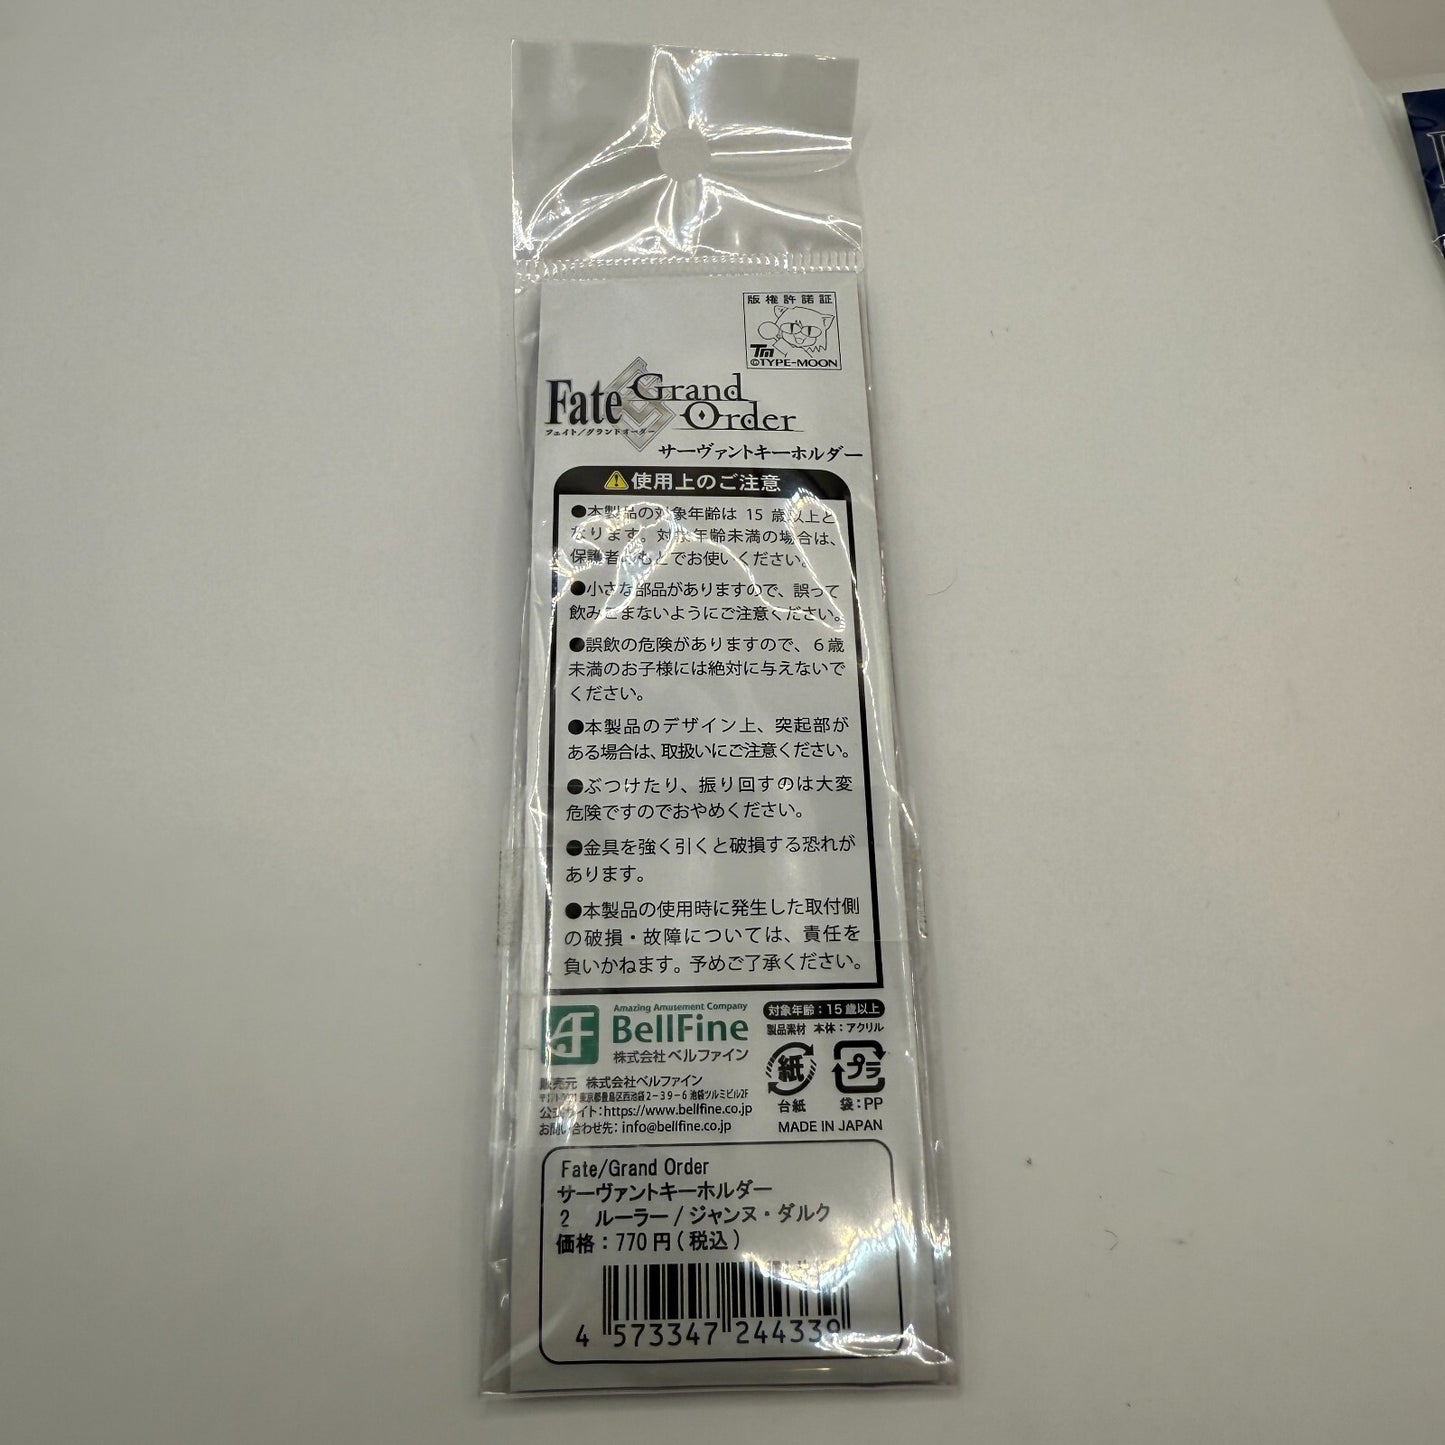 版権許諾証
TM
©TYPE-MOON
Fate Grand Order
フェイト/グランドオーダー
サーヴァントキーホルダー
使用上のご注意
●本製品の対象年齢は 15 歳以上と
なります。対象年齢未満の場合は、
保護者のもとでお使いください。
●小さな部品がありますので、誤って
飲みこまないようにご注意ください。
●誤飲の危険がありますので、6歳
未満のお子様には絶対に与えないで
ください。
●本製品のデザイン上、突起部が
ある場合は、取扱いにご注意ください。
●ぶつけたり、振り回すのは大変
危険ですのでおやめください。
●金具を強く引くと破損する恐れが
あります。
●本製品の使用時に発生した取付側
の破損・故障については、責任を
負いかねます。予めご了承ください。
Amazing Amusement Company
BellFine
株式会社ベルファイン
販売元 株式会社ベルファイン
東京都豊島区西池袋2-39-6 池袋ツルミビル2F
公式サイト:https://www.bellfine.co.jp
お問い合わせ先:info@bellfine.co.jp
対象年齢:15歳以上
製品素材 本体:アクリル
紙 プラ
台紙 袋:PP
MADE IN JAPAN
Fate/Grand Order
サーヴァントキーホルダー
2 ルーラー/ジャンヌ・ダルク
価格:770円(税込)
4 573347 244339